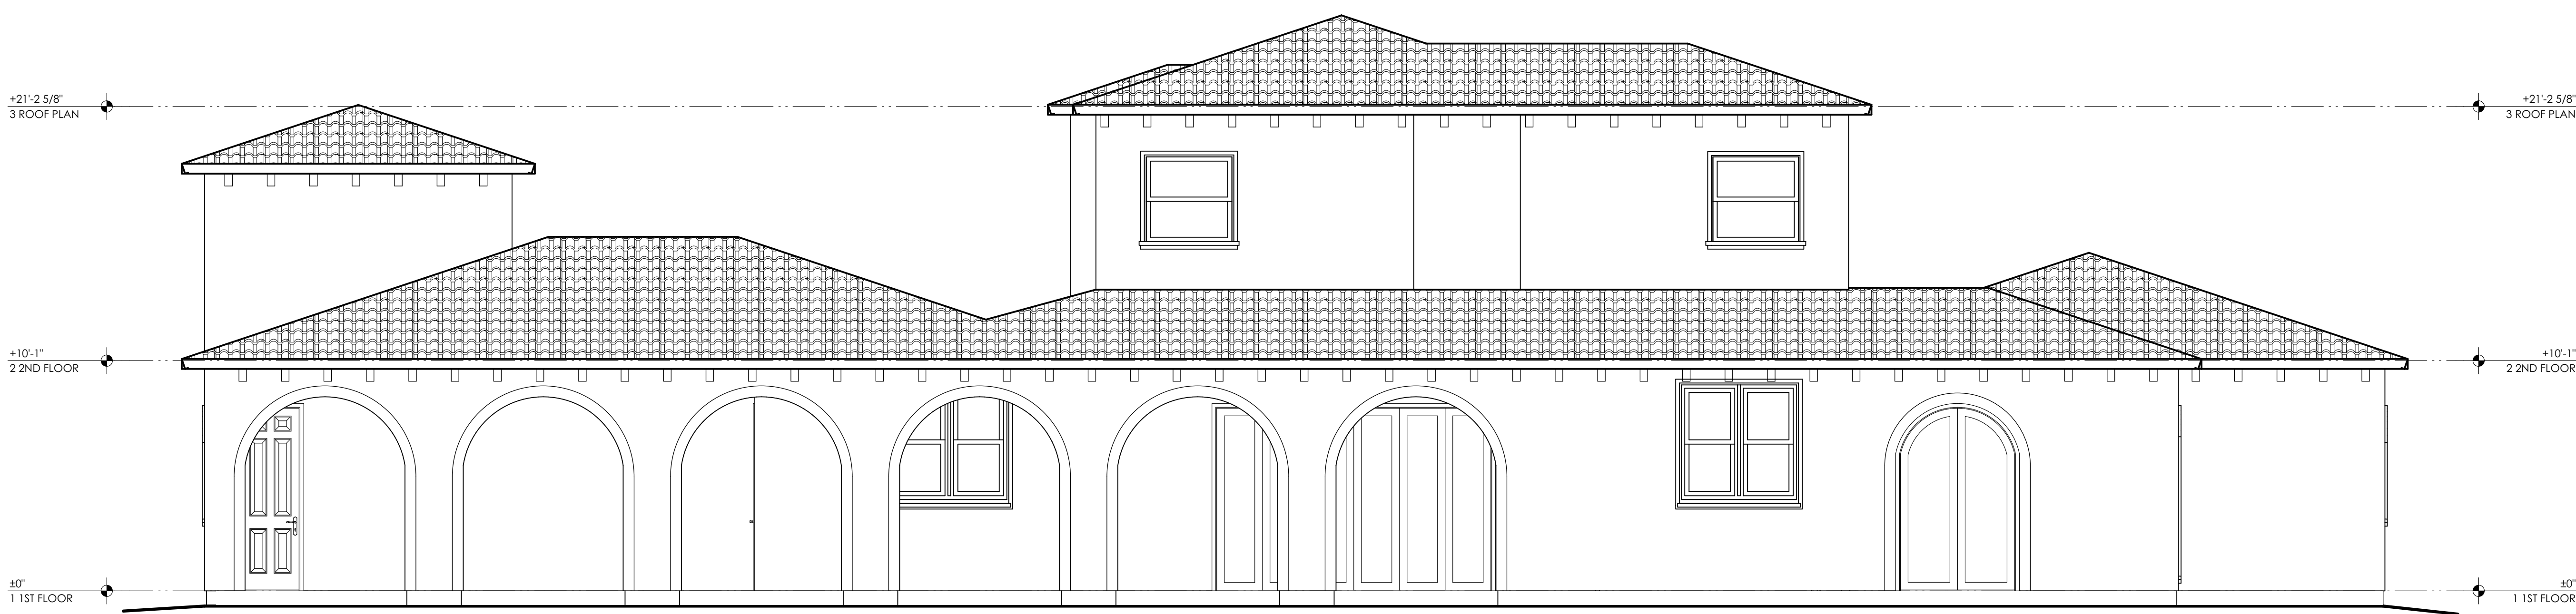 +21'-2 5/8"
3 ROOF PLAN
+21'-2 5/8"
3 ROOF PLAN
+10'-1"
2 2ND FLOOR
+10'-1"
2 2ND FLOOR
±0"
1 1ST FLOOR
±0"
1 1ST FLOOR